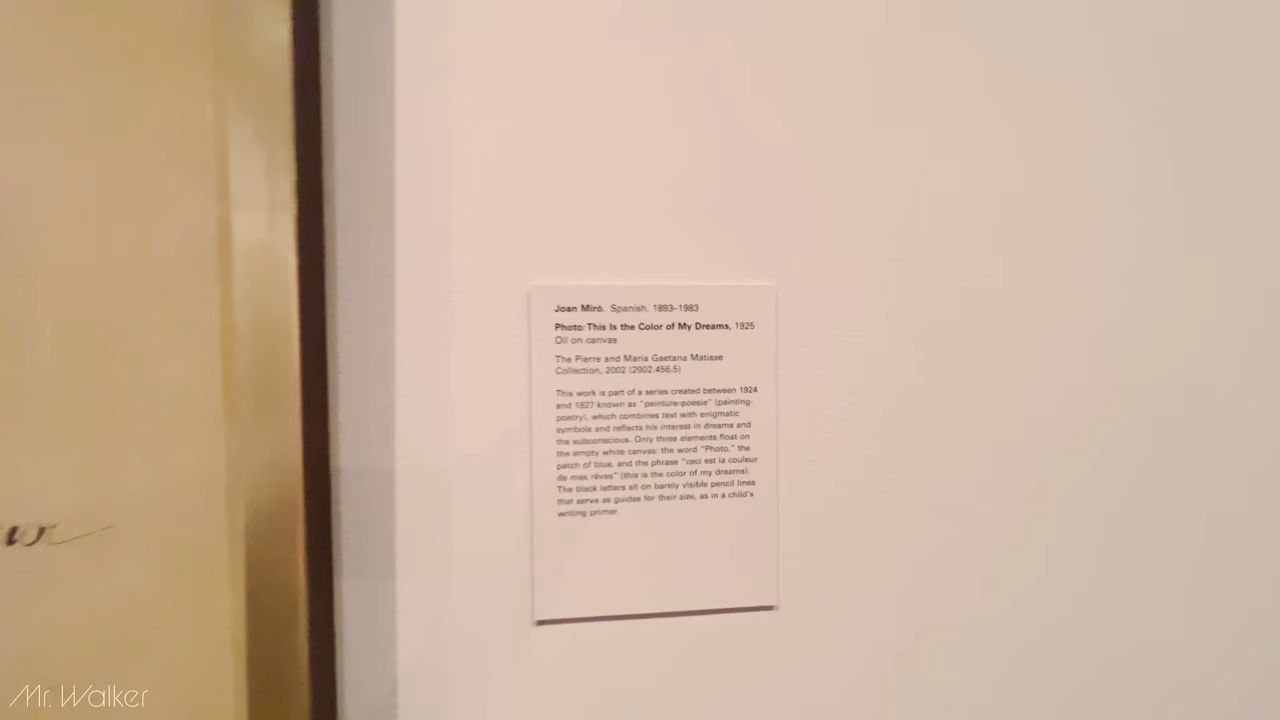 Joan Miró. Spanish, 1893–1983
Photo: This Is the Color of My Dreams, 1925
Oil on canvas
The Pierre and Maria Gaetana Matisse
Collection, 2002 (2002.456.5)
This work is part of a series created between 1924
and 1927 known as "peinture-poésie" (painting-
poetry), which combines text with enigmatic
symbols and reflects his interest in dreams and
the subconscious. Only three elements float on
the empty white canvas: the word "Photo," the
patch of blue, and the phrase "ceci est la couleur
de mes rêves" (this is the color of my dreams).
The black letters sit on barely visible pencil lines
that serve as guides for their size, as in a child's
writing primer.
Mr. Walker